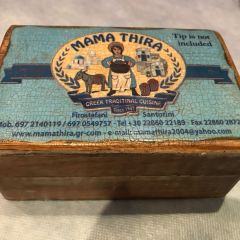 MAMA THIRA
Tip is not
included
GREEK TRADITINAL CUISINE
Firostefani Santorini
Mob. 697 2140119 / 697 0549757 - Tel +30 22860 22189 - Fax 22860 2872
www.mamathira.gr-com - e-mail: mamathira2004@yahoo.com